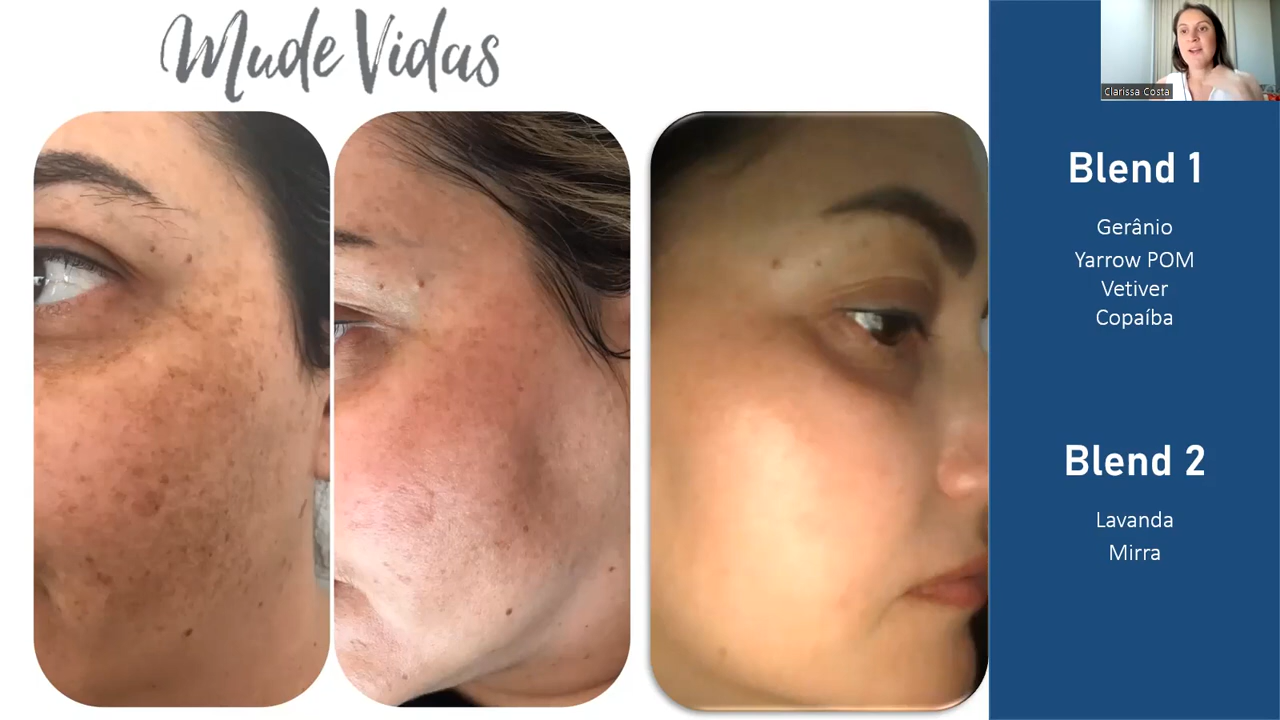 Mude Vidas
Clarissa Costa
Blend 1
Gerânio
Yarrow POM
Vetiver
Copaíba
Blend 2
Lavanda
Mirra